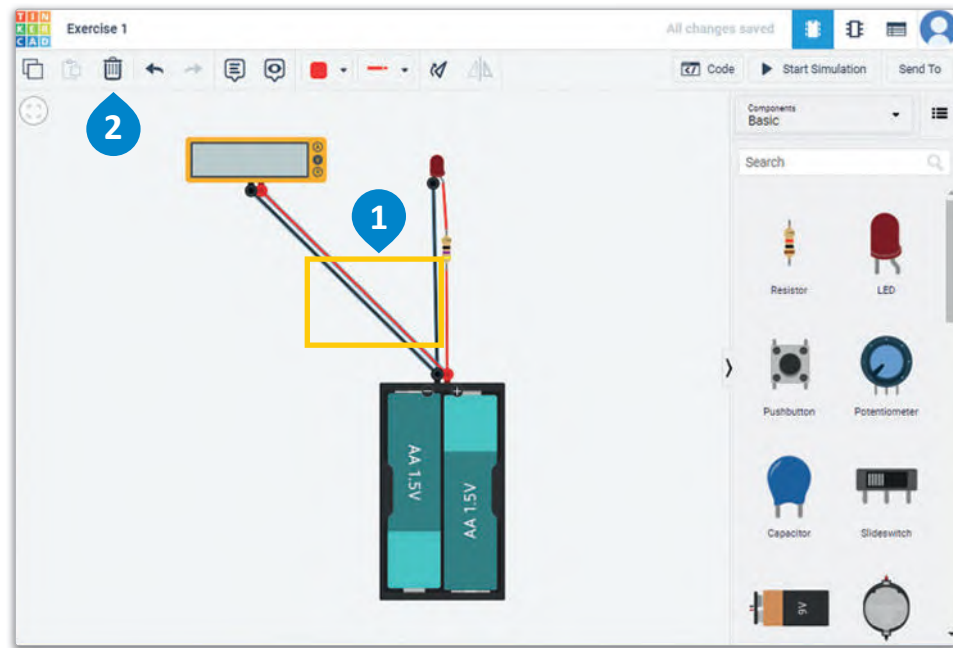 TIN
KER
CAD
Exercise 1
All changes saved
Code
Start Simulation
Send To
2
Components
Basic
Search
1
Resistor
LED
Pushbutton
Potentiometer
Capacitor
Slideswitch
- +
AA 1.5V
AA 1.5V
9V
A
V